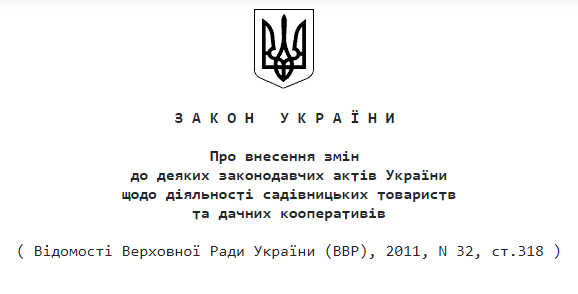 З А К О Н   У К Р А Ї Н И
Про внесення змін
до деяких законодавчих актів України
щодо діяльності садівницьких товариств
та дачних кооперативів
( Відомості Верховної Ради України (ВВР), 2011, N 32, ст.318 )